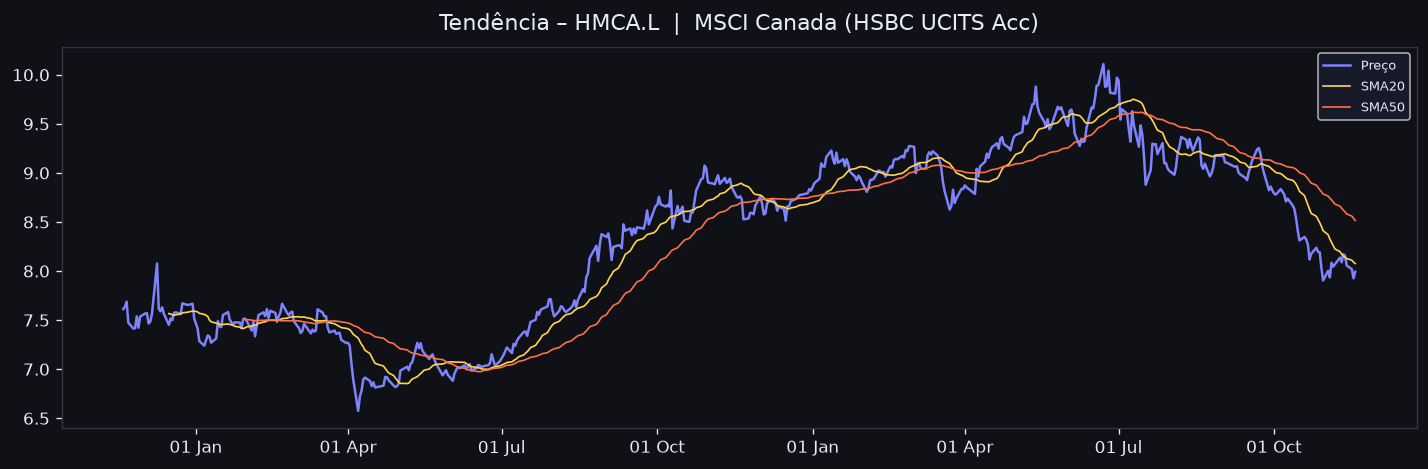 Tendência – HMCA.L | MSCI Canada (HSBC UCITS Acc)
Preço
SMA20
SMA50
10.0
9.5
9.0
8.5
8.0
7.5
7.0
6.5
01 Jan
01 Apr
01 Jul
01 Oct
01 Jan
01 Apr
01 Jul
01 Oct